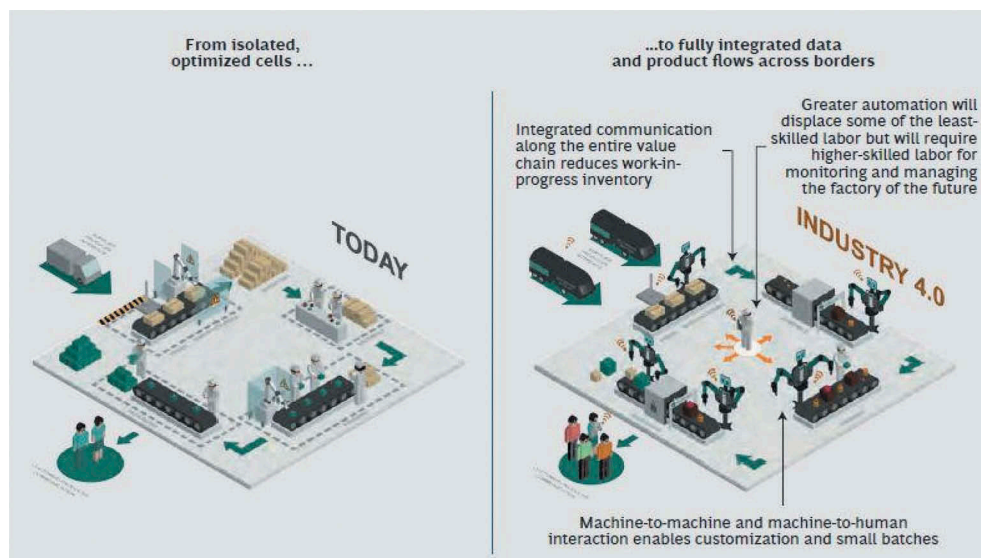 From isolated,
optimized cells ...
...to fully integrated data
and product flows across borders
TODAY
Integrated communication
along the entire value
chain reduces work-in-
progress inventory
Greater automation will
displace some of the least-
skilled labor but will require
higher-skilled labor for
monitoring and managing
the factory of the future
INDUSTRY 4.0
Machine-to-machine and machine-to-human
interaction enables customization and small batches